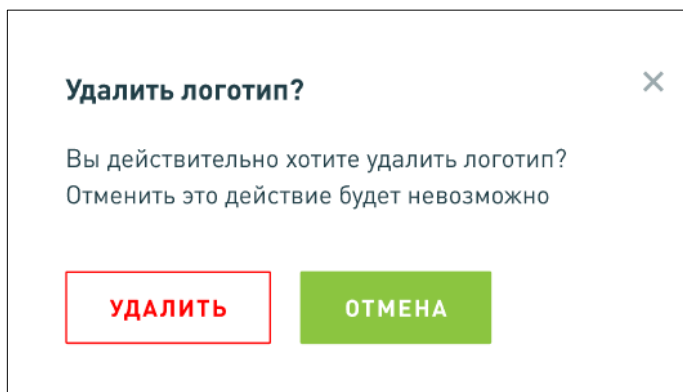 Удалить логотип?
Вы действительно хотите удалить логотип?
Отменить это действие будет невозможно
УДАЛИТЬ
ОТМЕНА